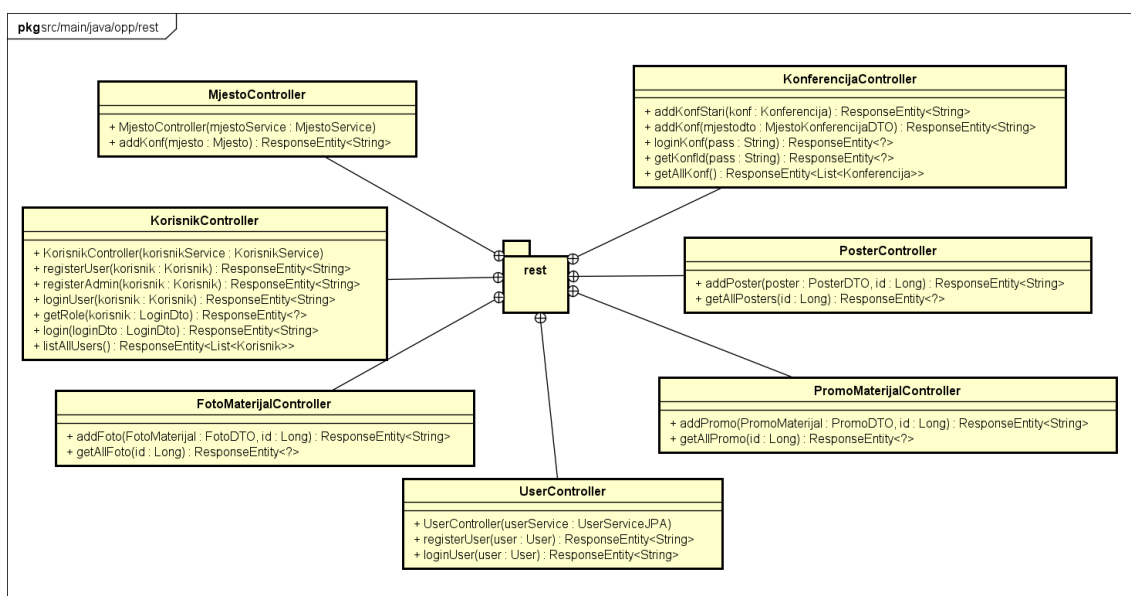 pkg src/main/java/opp/rest
MjestoController
+ MjestoController(mjestoService : MjestoService)
+ addKonf(mjesto : Mjesto) : ResponseEntity<String>
KonferencijaController
+ addKonfStari(konf : Konferencija) : ResponseEntity<String>
+ addKonf(mjestodto : MjestoKonferencijaDTO) : ResponseEntity<String>
+ loginKonf(pass : String) : ResponseEntity<?>
+ getKonfId(pass : String) : ResponseEntity<?>
+ getAllKonf() : ResponseEntity<List<Konferencija>>
KorisnikController
+ KorisnikController(korisnikService : KorisnikService)
+ registerUser(korisnik : Korisnik) : ResponseEntity<String>
+ registerAdmin(korisnik : Korisnik) : ResponseEntity<String>
+ loginUser(korisnik : Korisnik) : ResponseEntity<String>
+ getRole(korisnik : LoginDto) : ResponseEntity<?>
+ login(loginDto : LoginDto) : ResponseEntity<String>
+ listAllUsers() : ResponseEntity<List<Korisnik>>
rest
PosterController
+ addPoster(poster : PosterDTO, id : Long) : ResponseEntity<String>
+ getAllPosters(id : Long) : ResponseEntity<?>
FotoMaterijalController
+ addFoto(FotoMaterijal : FotoDTO, id : Long) : ResponseEntity<String>
+ getAllFoto(id : Long) : ResponseEntity<?>
PromoMaterijalController
+ addPromo(PromoMaterijal : PromoDTO, id : Long) : ResponseEntity<String>
+ getAllPromo(id : Long) : ResponseEntity<?>
UserController
+ UserController(userService : UserServiceJPA)
+ registerUser(user : User) : ResponseEntity<String>
+ loginUser(user : User) : ResponseEntity<String>